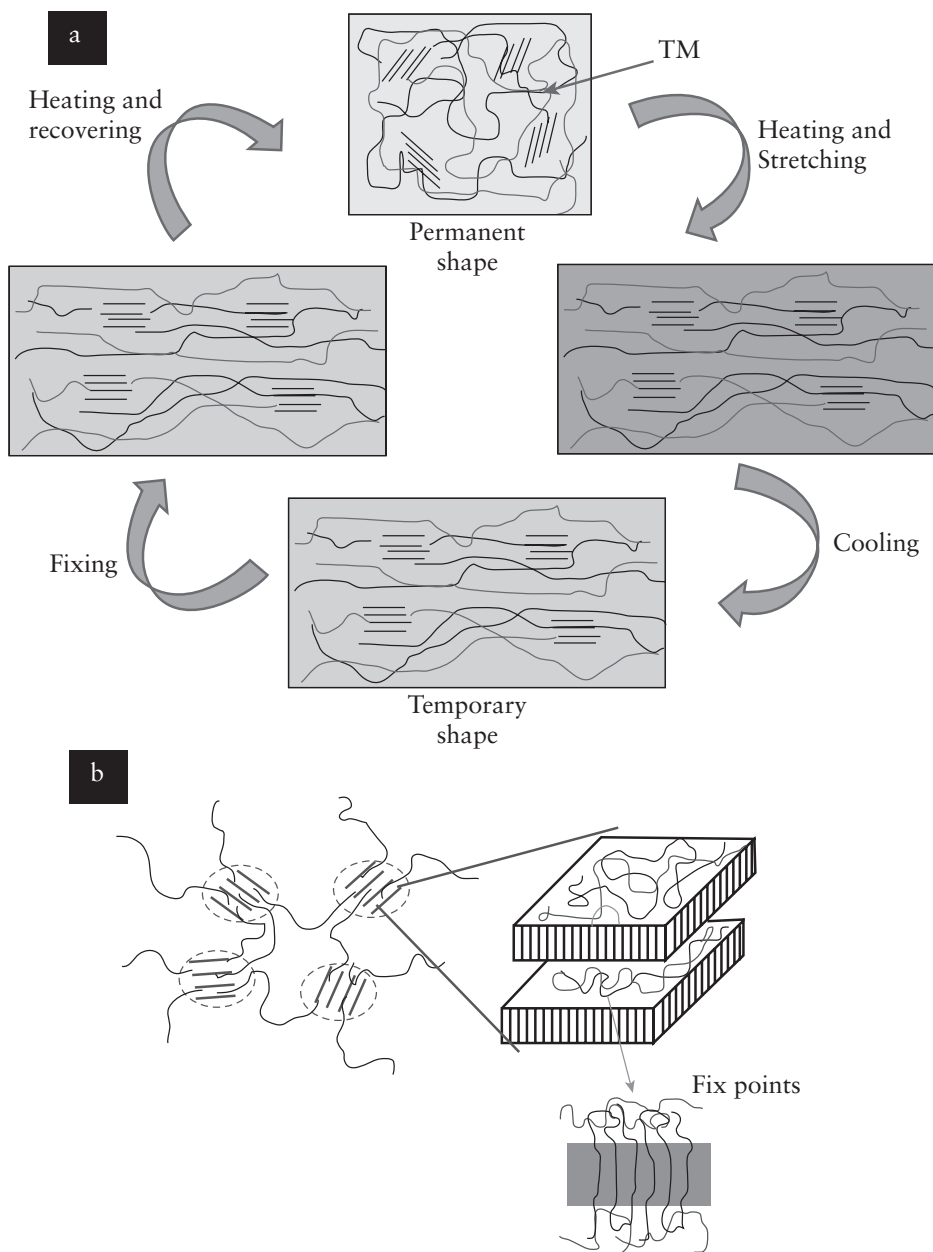 a
TM
Heating and
recovering
Heating and
Stretching
Permanent
shape
Fixing
Cooling
Temporary
shape
b
Fix points